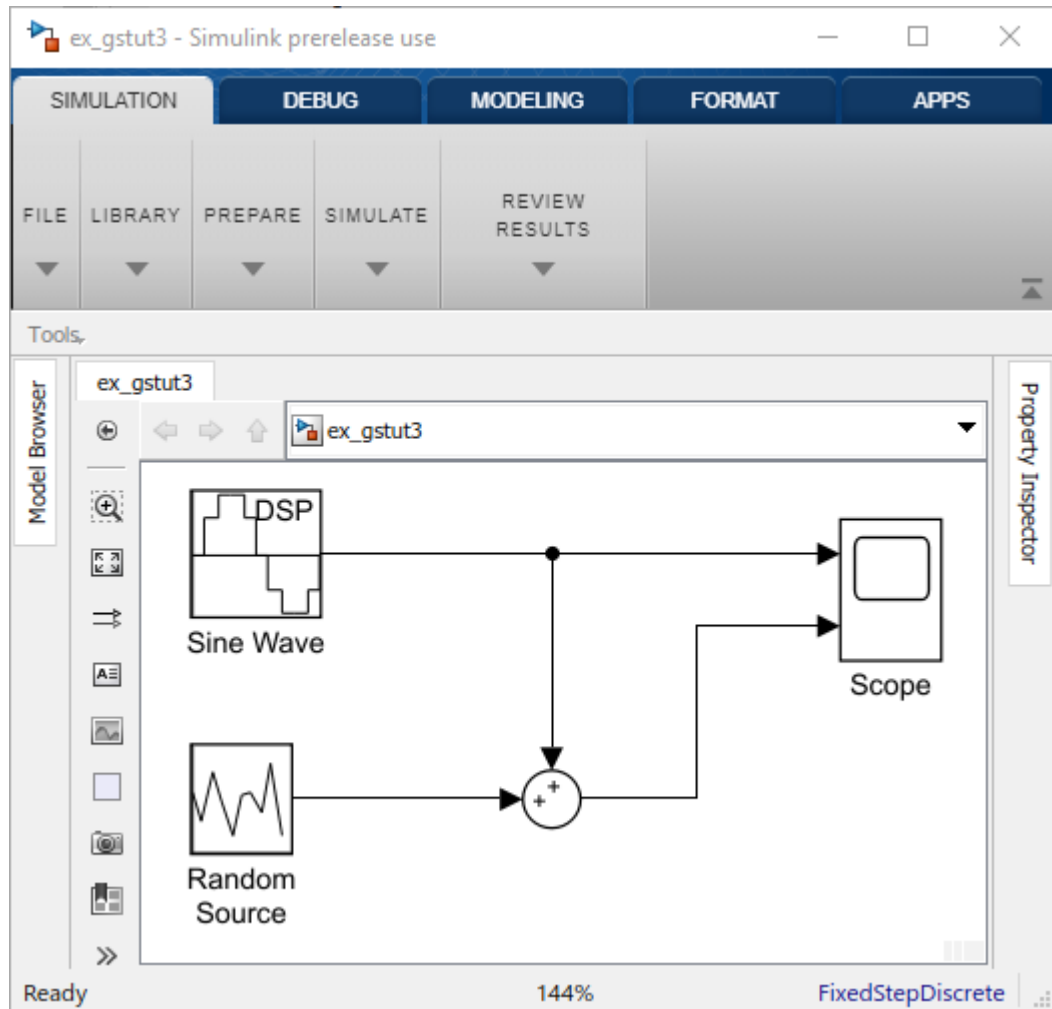 ex_gstut3 - Simulink prerelease use
SIMULATION DEBUG MODELING FORMAT APPS
FILE LIBRARY PREPARE SIMULATE REVIEW
RESULTS
Tools
Model Browser
ex_gstut3
Property Inspector
ex_gstut3
DSP
Sine Wave
Scope
Random
Source
Ready 144% FixedStepDiscrete